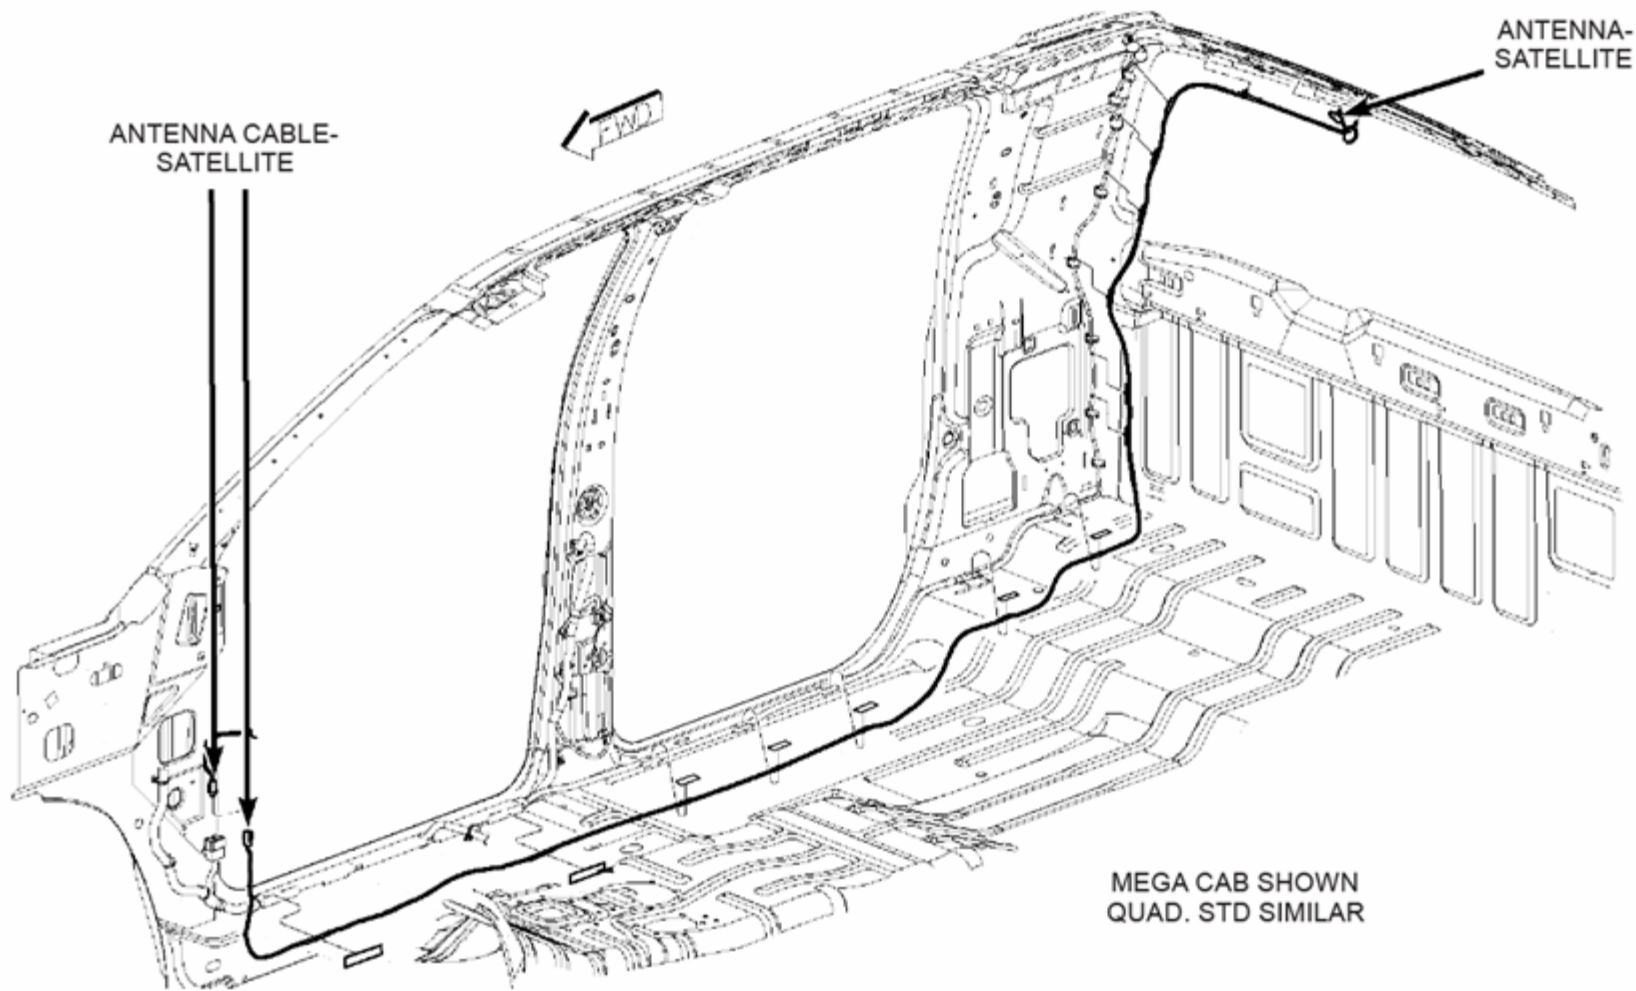 ANTENNA-
SATELLITE
ANTENNA CABLE-
SATELLITE
FWD
MEGA CAB SHOWN
QUAD. STD SIMILAR